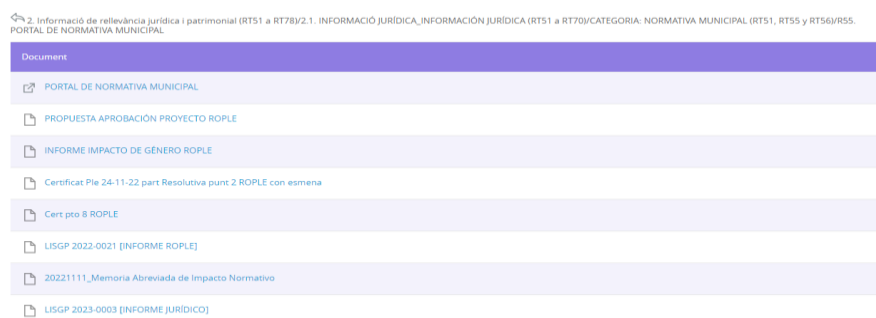 2. Informació de rellevància jurídica i patrimonial (RT51 a RT78)/2.1. INFORMACIÓ JURÍDICA_INFORMACIÓN JURÍDICA (RT51 a RT70)/CATEGORIA: NORMATIVA MUNICIPAL (RT51, RT55 y RT56)/R55.
PORTAL DE NORMATIVA MUNICIPAL
Document
PORTAL DE NORMATIVA MUNICIPAL
PROPUESTA APROBACIÓN PROYECTO ROPLE
INFORME IMPACTO DE GÉNERO ROPLE
Certificat Ple 24-11-22 part Resolutiva punt 2 ROPLE con esmena
Cert pto 8 ROPLE
LISGP 2022-0021 [INFORME ROPLE]
20221111_Memoria Abreviada de Impacto Normativo
LISGP 2023-0003 [INFORME JURÍDICO]